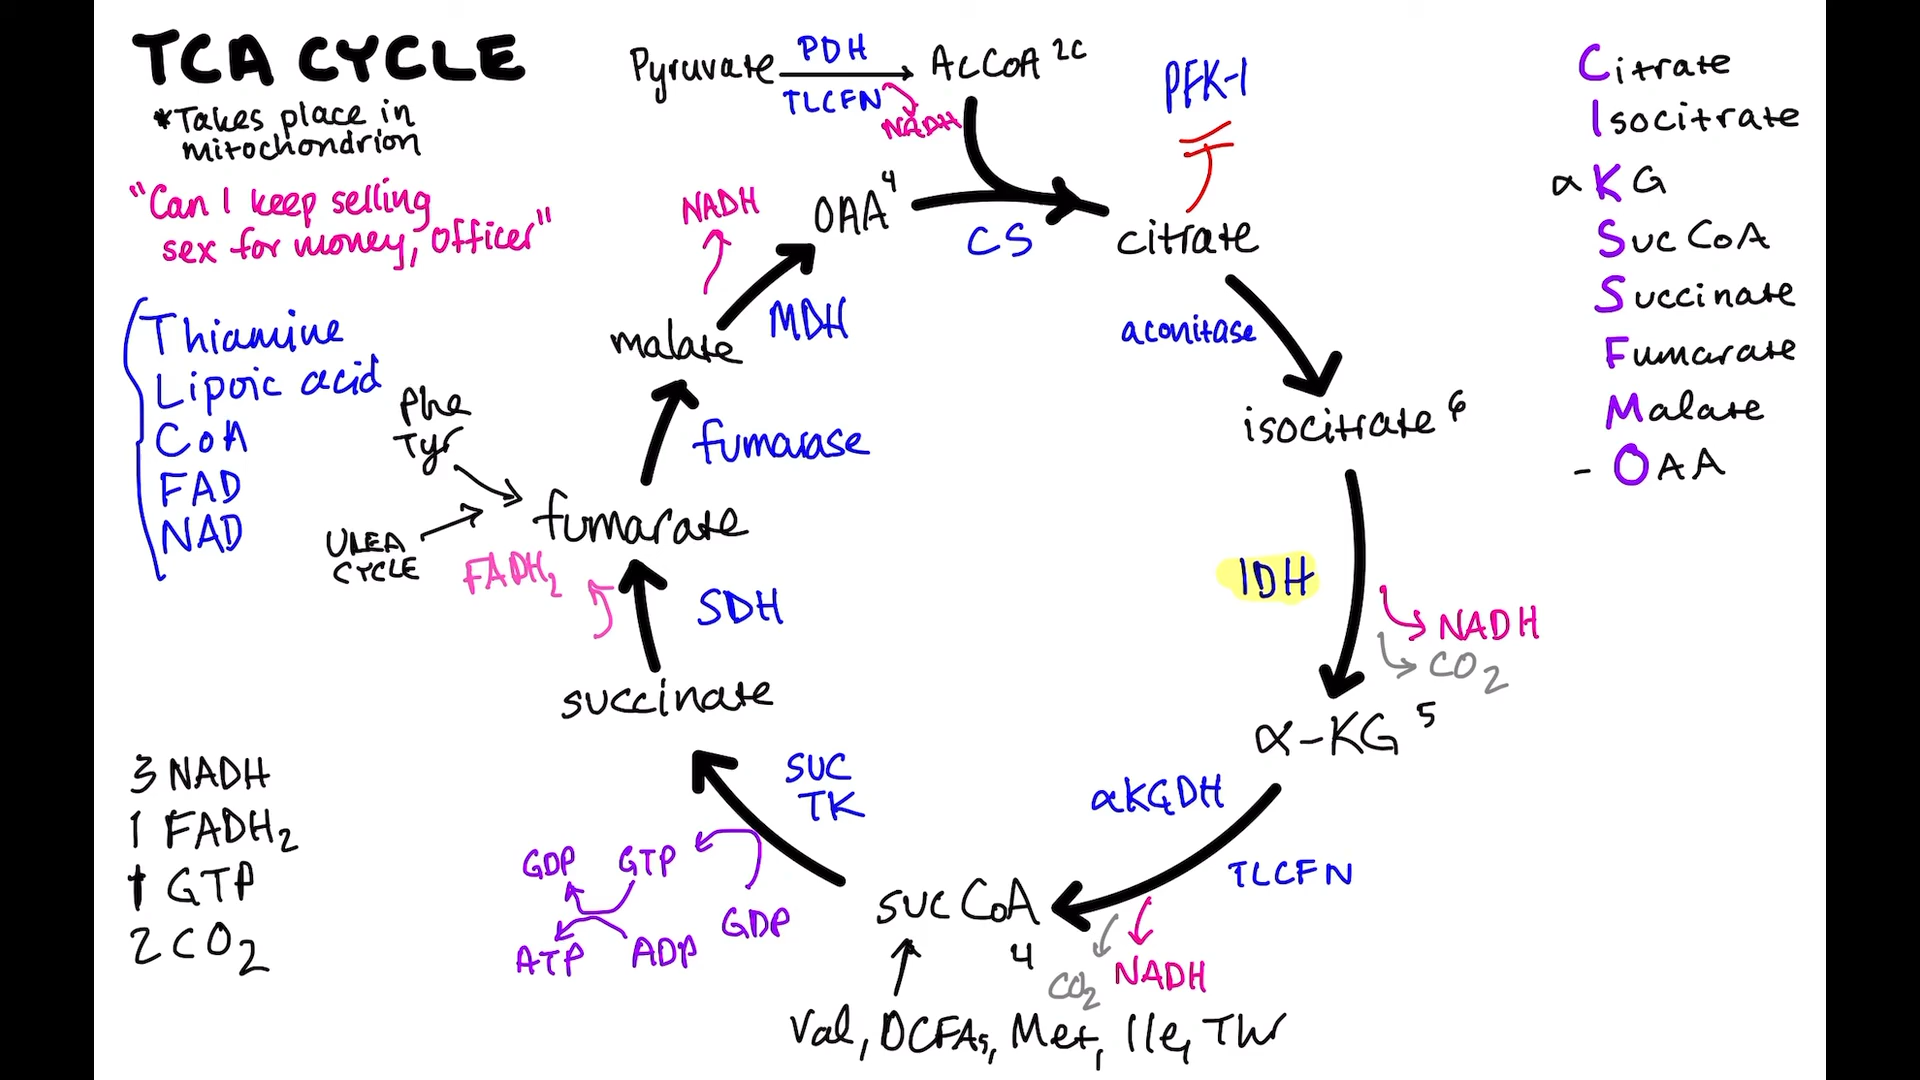 TCA CYCLE
*Takes place in
mitochondrion
"Can I keep selling
sex for money, officer"
Thiamine
Lipoic acid
CoA
FAD
NAD
Pyruvate
PDH
TLCFN
NADH
AcCoA 2C
PFK-1
OAA 4
CS
citrate
aconitase
isocitrate 6
IDH
NADH
CO2
α-KG 5
αKGDH
TLCFN
NADH
CO2
suc CoA
4
Val, OCFAs, Met, Ile, Thr
SUC
TK
GDP
GTP
GDP
ADP
ATP
succinate
SDH
FADH2
fumarate
Phe
Tyr
UREA
CYCLE
fumarase
malate
MDH
NADH
3 NADH
1 FADH2
1 GTP
2 CO2
Citrate
Isocitrate
αKG
Suc CoA
Succinate
Fumarate
Malate
- OAA